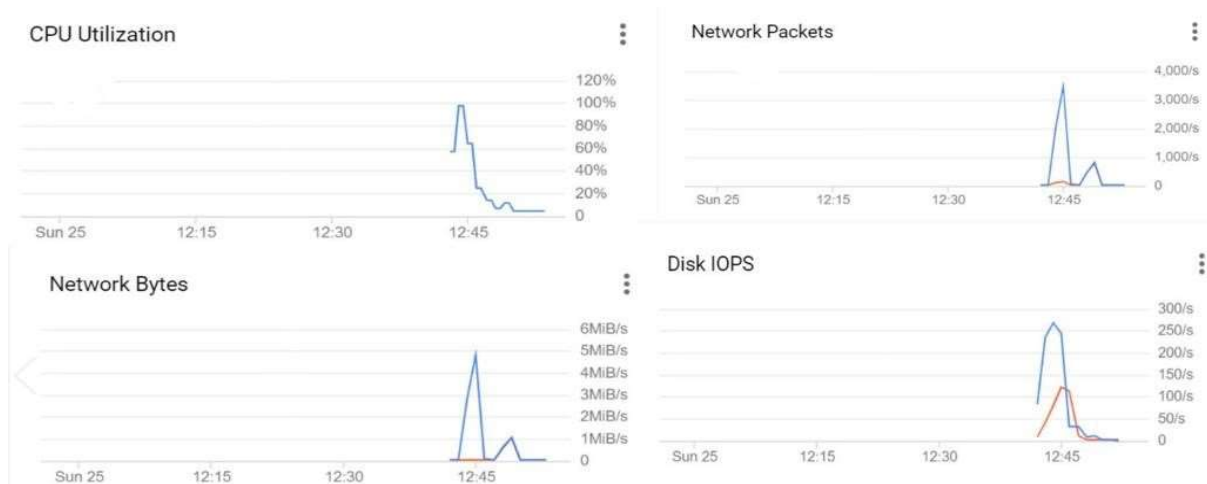 CPU Utilization
120%
100%
80%
60%
40%
20%
0
Sun 25 12:15 12:30 12:45
Network Packets
4,000/s
3,000/s
2,000/s
1,000/s
0
Sun 25 12:15 12:30 12:45
Network Bytes
6MiB/s
5MiB/s
4MiB/s
3MiB/s
2MiB/s
1MiB/s
0
Sun 25 12:15 12:30 12:45
Disk IOPS
300/s
250/s
200/s
150/s
100/s
50/s
0
Sun 25 12:15 12:30 12:45